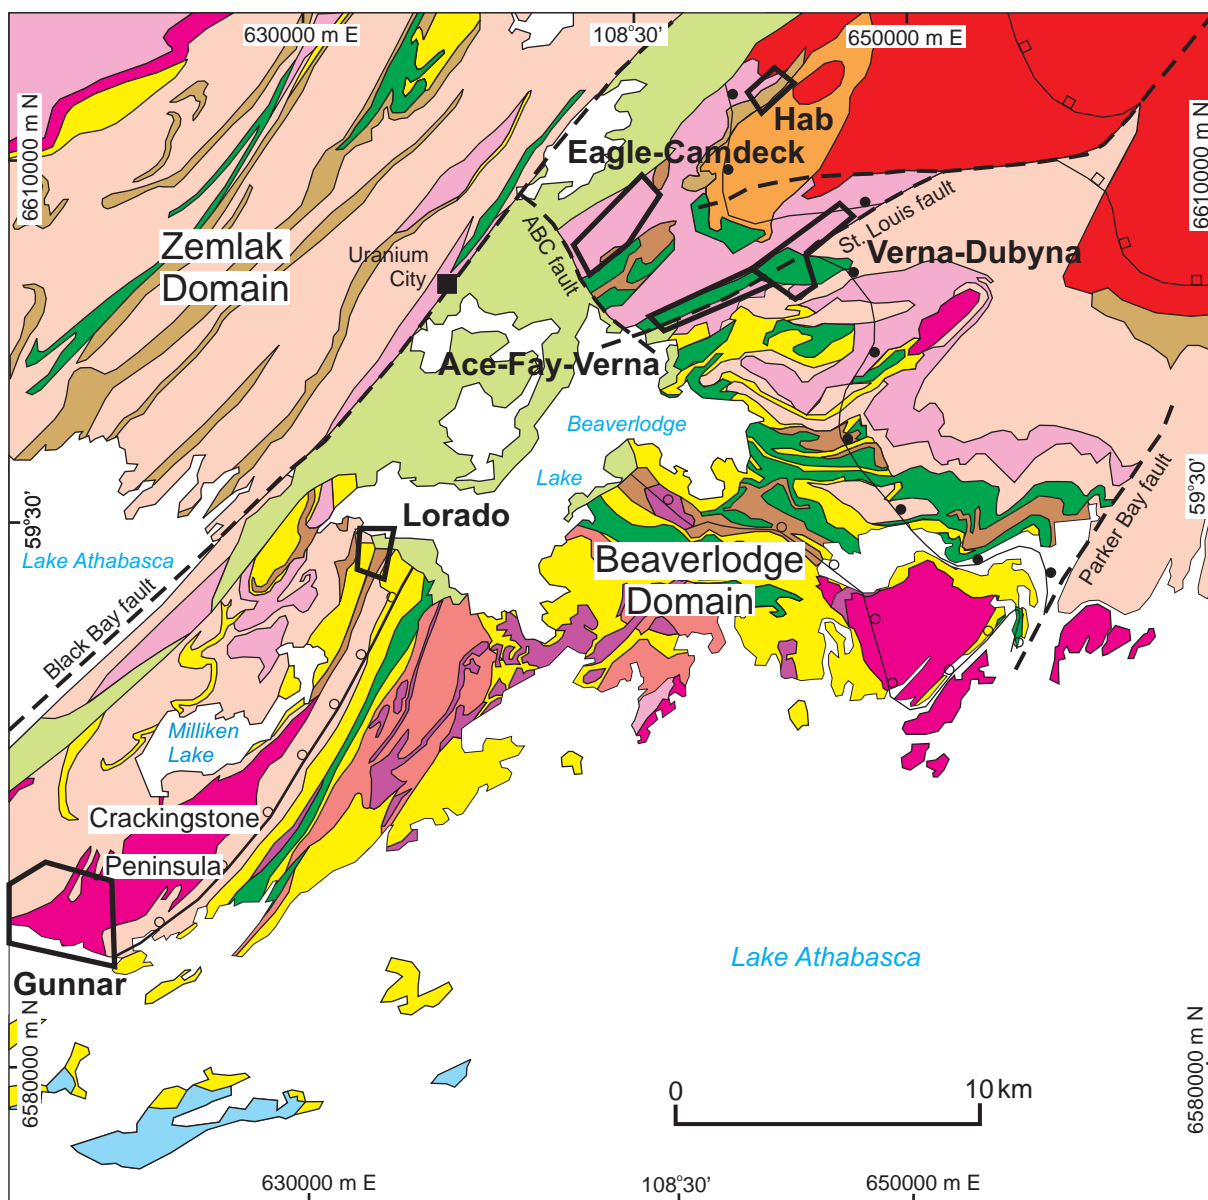 630000 m E
108°30'
650000 m E
6610000 m N
6610000 m N
Hab
Eagle-Camdeck
Zemlak
Domain
Uranium
City
ABC fault
St. Louis fault
Verna-Dubyna
Ace-Fay-Verna
Beaverlodge
Lake
59°30'
59°30'
Lorado
Lake Athabasca
Black Bay fault
Beaverlodge
Domain
Parker Bay fault
Milliken
Lake
Crackingstone
Peninsula
Gunnar
Lake Athabasca
6580000 m N
6580000 m N
0
10 km
630000 m E
108°30'
650000 m E